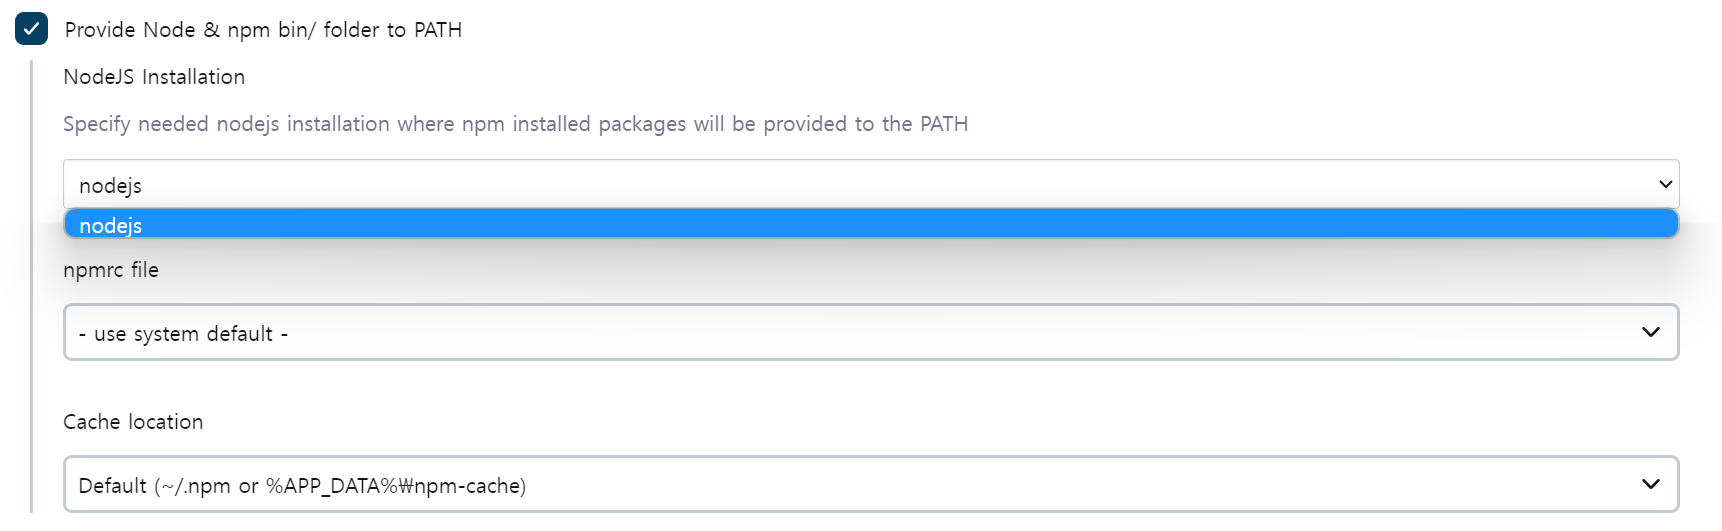 Provide Node & npm bin/ folder to PATH
NodeJS Installation
Specify needed nodejs installation where npm installed packages will be provided to the PATH
nodejs
nodejs
npmrc file
- use system default -
Cache location
Default (~/.npm or %APP_DATA%₩npm-cache)